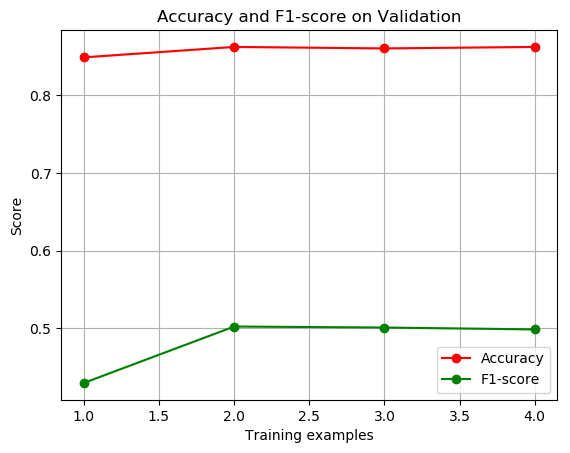 Accuracy and F1-score on Validation
Score
0.8
0.7
0.6
0.5
Accuracy
F1-score
1.0 1.5 2.0 2.5 3.0 3.5 4.0
Training examples